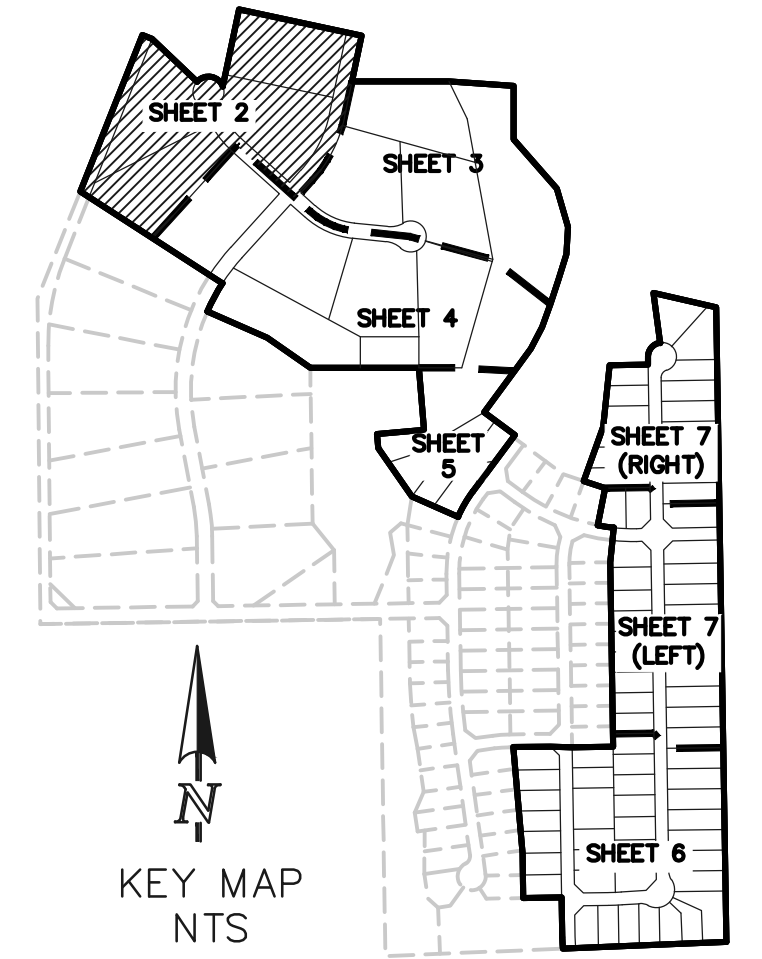 SHEET 2
SHEET 3
SHEET 4
SHEET
5
SHEET 7
(RIGHT)
SHEET 7
(LEFT)
SHEET 6
N
KEY MAP
NTS